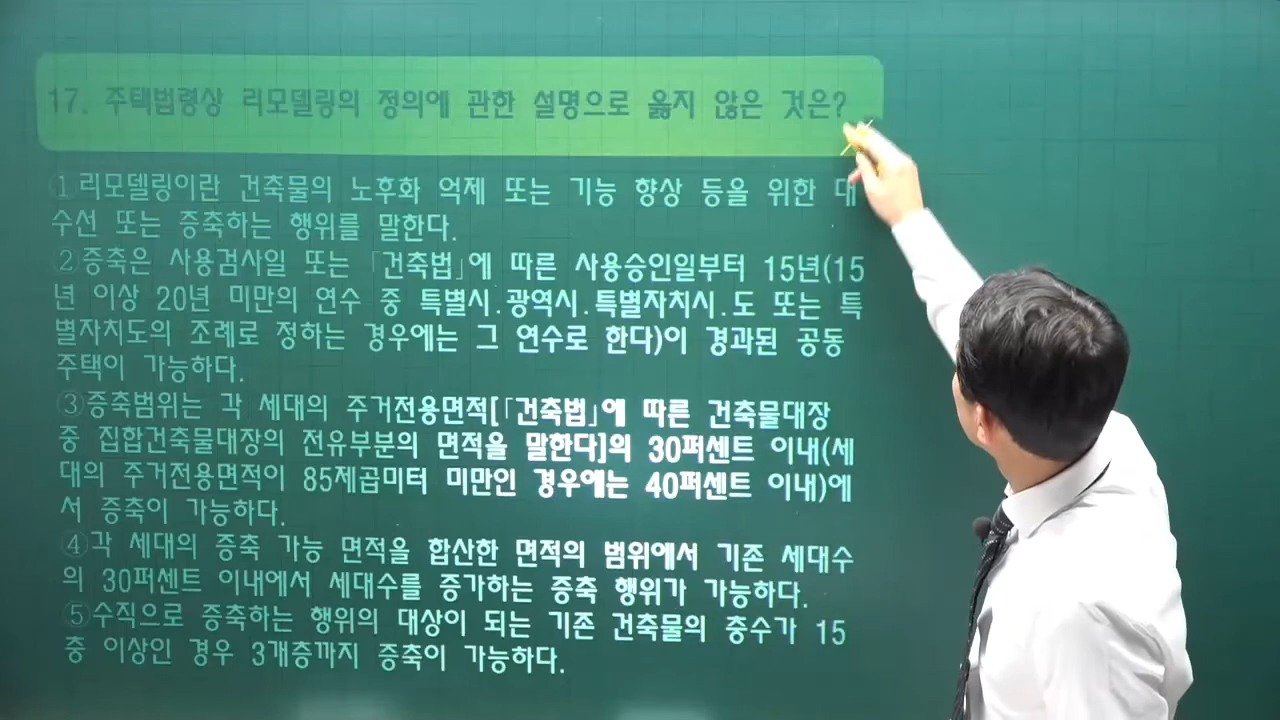 17. 주택법령상 리모델링의 정의에 관한 설명으로 옳지 않은 것은?
①리모델링이란 건축물의 노후화 억제 또는 기능 향상 등을 위한 대
수선 또는 증축하는 행위를 말한다.
②증축은 사용검사일 또는 「건축법」에 따른 사용승인일부터 15년(15
년 이상 20년 미만의 연수 중 특별시.광역시.특별자치시.도 또는 특
별자치도의 조례로 정하는 경우에는 그 연수로 한다)이 경과된 공동
주택이 가능하다.
③증축범위는 각 세대의 주거전용면적[「건축법」에 따른 건축물대장
중 집합건축물대장의 전유부분의 면적을 말한다]의 30퍼센트 이내(세
대의 주거전용면적이 85제곱미터 미만인 경우에는 40퍼센트 이내)에
서 증축이 가능하다.
④각 세대의 증축 가능 면적을 합산한 면적의 범위에서 기존 세대수
의 30퍼센트 이내에서 세대수를 증가하는 증축 행위가 가능하다.
⑤수직으로 증축하는 행위의 대상이 되는 기존 건축물의 층수가 15
층 이상인 경우 3개층까지 증축이 가능하다.